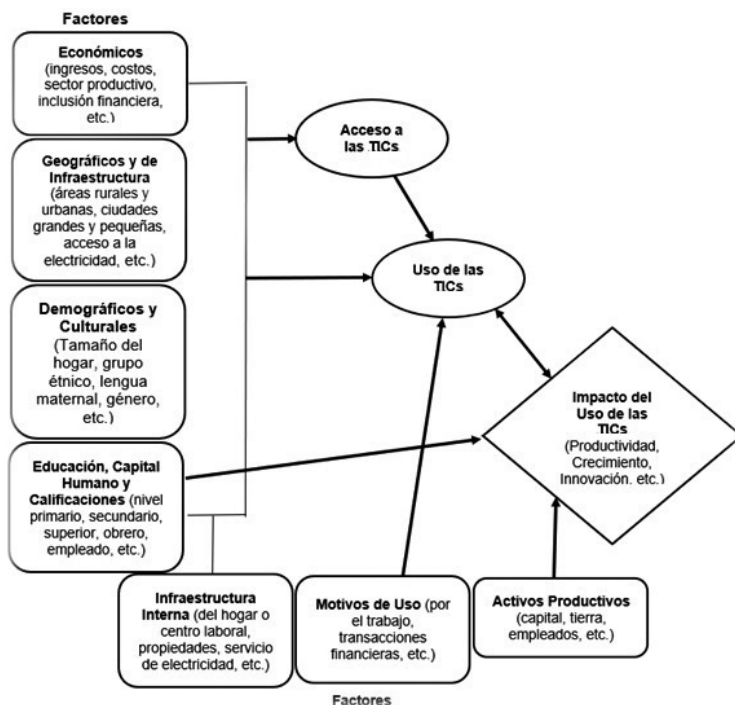 Factores
Económicos
(ingresos, costos,
sector productivo,
inclusión financiera,
etc.)
Geográficos y de
Infraestructura
(áreas rurales y
urbanas, ciudades
grandes y pequeñas,
acceso a la
electricidad, etc.)
Demográficos y
Culturales
(Tamaño del
hogar, grupo
étnico, lengua
maternal, género,
etc.)
Educación, Capital
Humano y
Calificaciones (nivel
primario, secundario,
superior, obrero,
empleado, etc.)
Acceso a
las TICs
Uso de las
TICs
Impacto del
Uso de las
TICs
(Productividad,
Crecimiento,
Innovación, etc.)
Infraestructura
Interna (del hogar o
centro laboral,
propiedades, servicio
de electricidad, etc.)
Motivos de Uso (por
el trabajo,
transacciones
financieras, etc.)
Activos Productivos
(capital, tierra,
empleados, etc.)
Factores